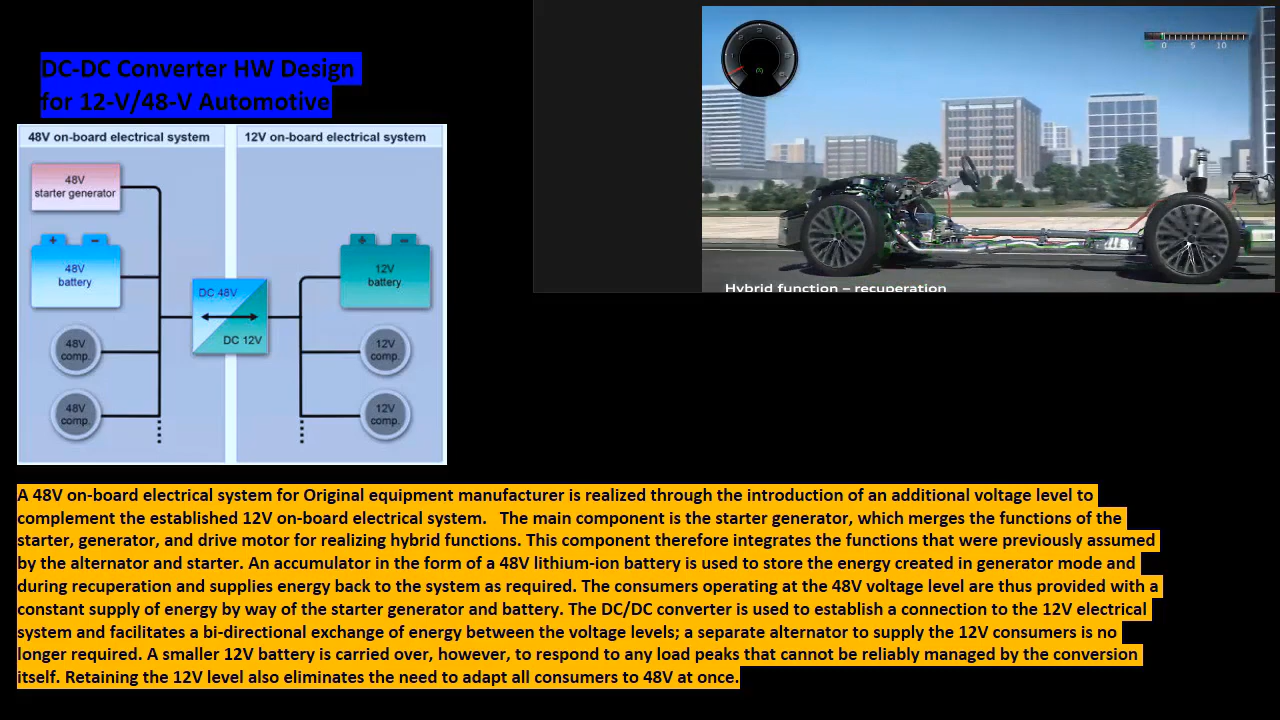 DC-DC Converter HW Design
for 12-V/48-V Automotive
48V on-board electrical system
12V on-board electrical system
48V
starter generator
+ −
48V
battery
48V
comp.
48V
comp.
DC 48V
DC 12V
+ −
12V
battery
12V
comp.
12V
comp.
0 5 10
Hybrid function – recuperation
A 48V on-board electrical system for Original equipment manufacturer is realized through the introduction of an additional voltage level to
complement the established 12V on-board electrical system.   The main component is the starter generator, which merges the functions of the
starter, generator, and drive motor for realizing hybrid functions. This component therefore integrates the functions that were previously assumed
by the alternator and starter. An accumulator in the form of a 48V lithium-ion battery is used to store the energy created in generator mode and
during recuperation and supplies energy back to the system as required. The consumers operating at the 48V voltage level are thus provided with a
constant supply of energy by way of the starter generator and battery. The DC/DC converter is used to establish a connection to the 12V electrical
system and facilitates a bi-directional exchange of energy between the voltage levels; a separate alternator to supply the 12V consumers is no
longer required. A smaller 12V battery is carried over, however, to respond to any load peaks that cannot be reliably managed by the conversion
itself. Retaining the 12V level also eliminates the need to adapt all consumers to 48V at once.